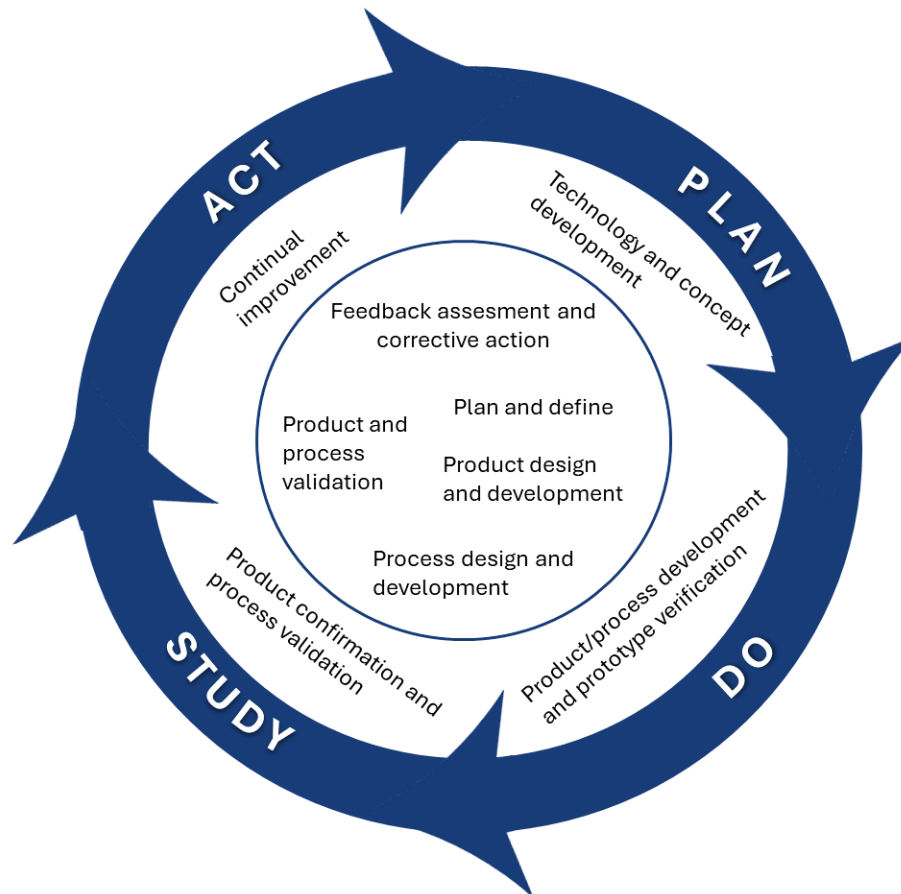 ACT
PLAN
Technology and concept
development
Continual
improvement
Feedback assesment and
corrective action
Plan and define
Product and
process
validation
Product design
and development
Process design and
development
Product/process development
and prototype verification
Product confirmation and
process validation
STUDY
DO